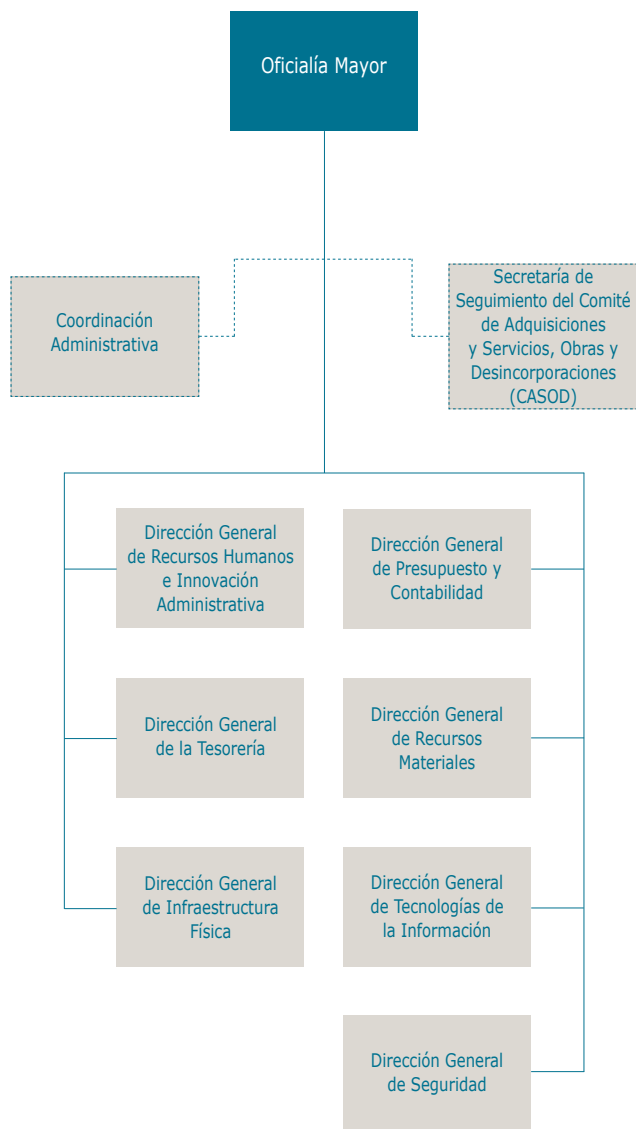 Oficialía Mayor
Coordinación
Administrativa
Secretaría de
Seguimiento del Comité
de Adquisiciones
y Servicios, Obras y
Desincorporaciones
(CASOD)
Dirección General
de Recursos Humanos
e Innovación
Administrativa
Dirección General
de Presupuesto y
Contabilidad
Dirección General
de la Tesorería
Dirección General
de Recursos
Materiales
Dirección General
de Infraestructura
Física
Dirección General
de Tecnologías de
la Información
Dirección General
de Seguridad